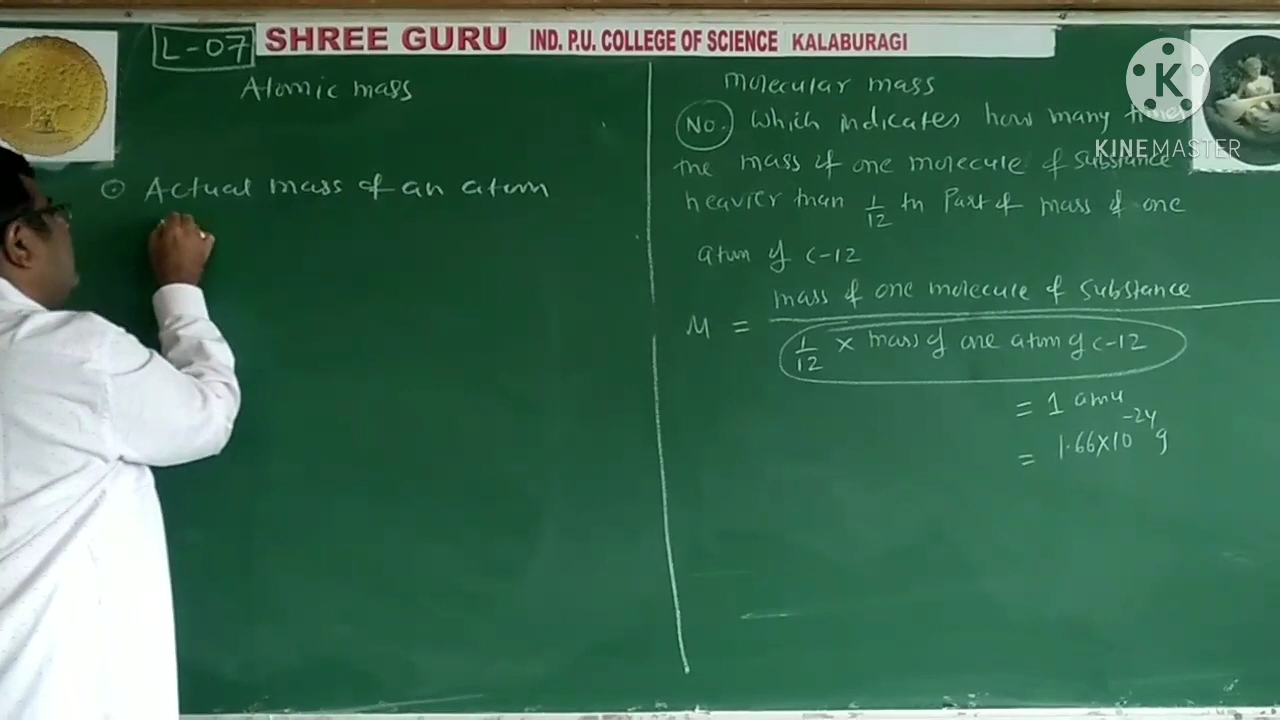 L-07
SHREE GURU IND. P.U. COLLEGE OF SCIENCE KALABURAGI
K
KINEMASTER
Atomic mass
⊙ Actual mass of an atom
molecular mass
No. Which indicates how many times
the mass of one molecule of substance
heavier than 1/12 th Part of mass of one
atom of C-12
M = mass of one molecule of substance
1/12 × mass of one atom of C-12
= 1 amu
= 1.66×10⁻²⁴ g